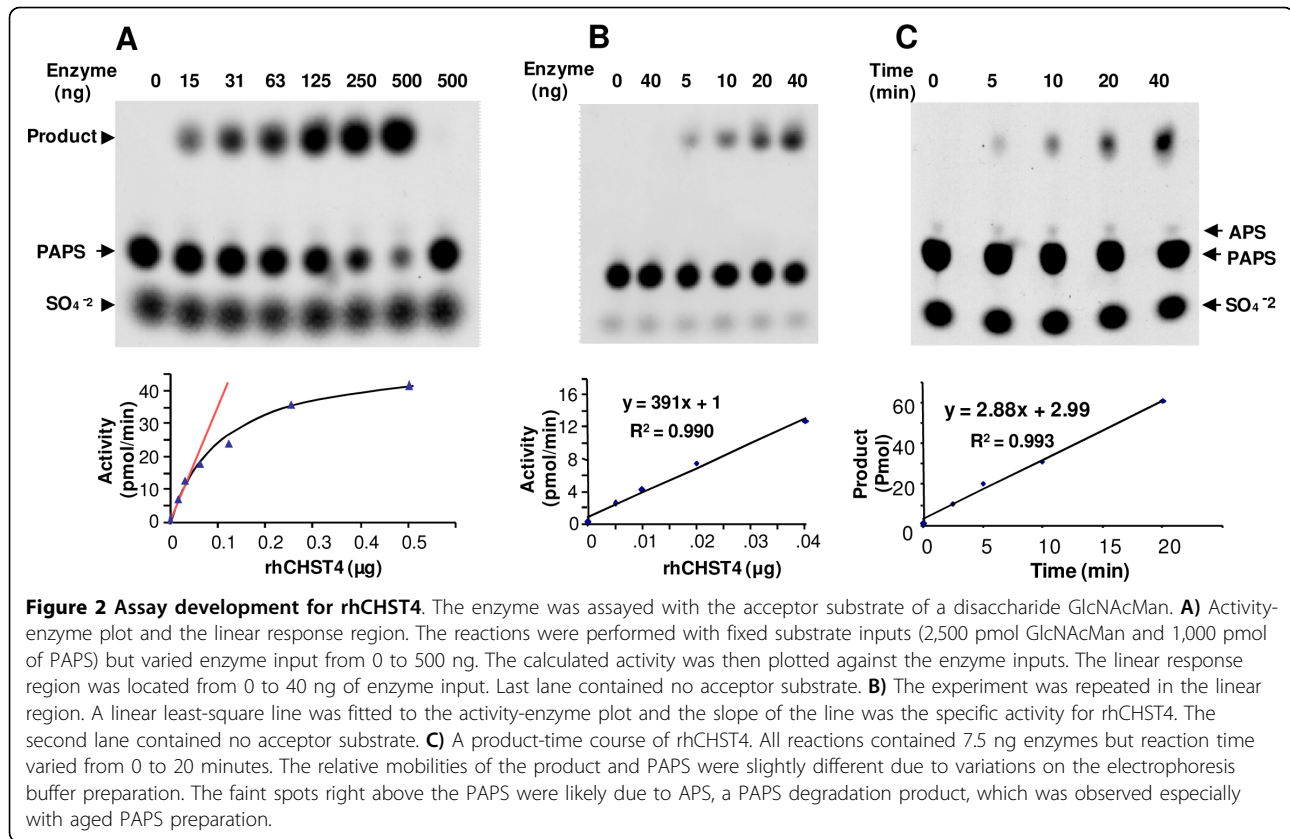 A
Enzyme (ng) 0 15 31 63 125 250 500 500
Product
PAPS
SO₄⁻²
Activity (pmol/min)
40
30
20
10
0
0 0.1 0.2 0.3 0.4 0.5
rhCHST4 (µg)
B
Enzyme (ng) 0 40 5 10 20 40
Activity (pmol/min)
16
12
8
4
0
y = 391x + 1
R² = 0.990
0 .01 .02 .03 .04
rhCHST4 (µg)
C
Time (min) 0 5 10 20 40
APS
PAPS
SO₄⁻²
Product (Pmol)
60
40
20
0
y = 2.88x + 2.99
R² = 0.993
0 5 10 15 20
Time (min)
Figure 2 Assay development for rhCHST4. The enzyme was assayed with the acceptor substrate of a disaccharide GlcNAcMan. A) Activity-
enzyme plot and the linear response region. The reactions were performed with fixed substrate inputs (2,500 pmol GlcNAcMan and 1,000 pmol
of PAPS) but varied enzyme input from 0 to 500 ng. The calculated activity was then plotted against the enzyme inputs. The linear response
region was located from 0 to 40 ng of enzyme input. Last lane contained no acceptor substrate. B) The experiment was repeated in the linear
region. A linear least-square line was fitted to the activity-enzyme plot and the slope of the line was the specific activity for rhCHST4. The
second lane contained no acceptor substrate. C) A product-time course of rhCHST4. All reactions contained 7.5 ng enzymes but reaction time
varied from 0 to 20 minutes. The relative mobilities of the product and PAPS were slightly different due to variations on the electrophoresis
buffer preparation. The faint spots right above the PAPS were likely due to APS, a PAPS degradation product, which was observed especially
with aged PAPS preparation.